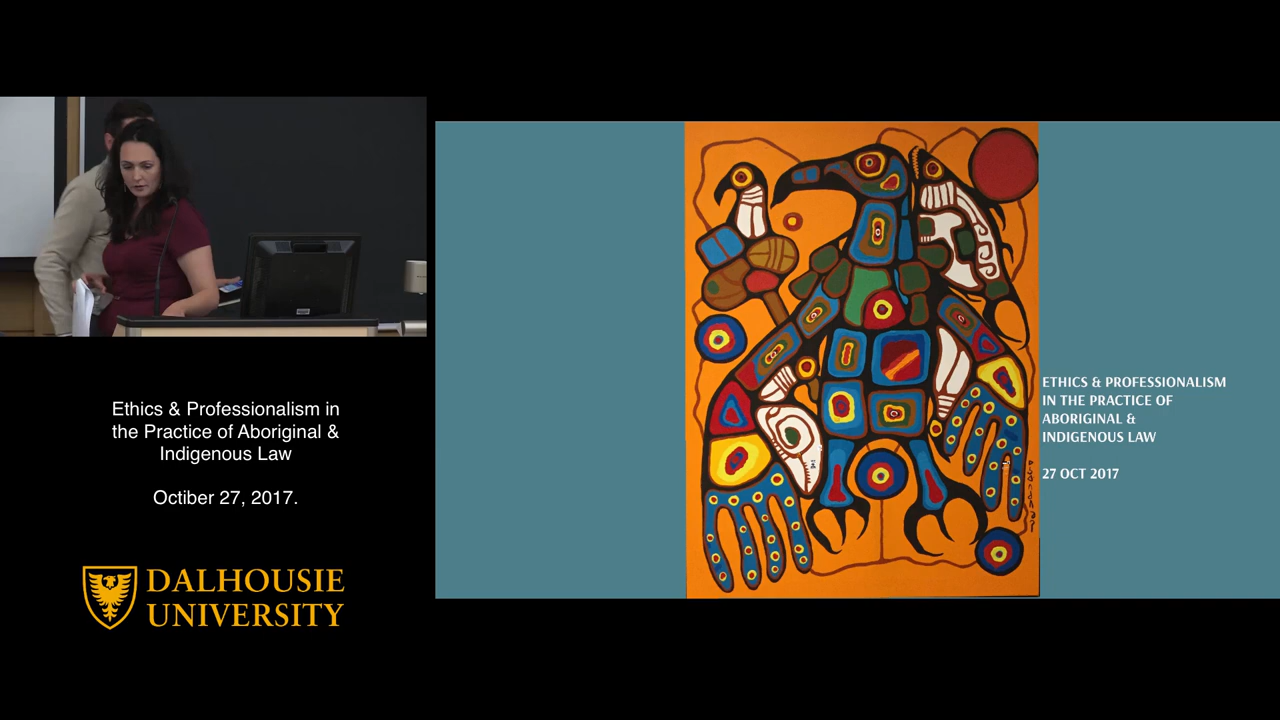 Ethics & Professionalism in
the Practice of Aboriginal &
Indigenous Law
Octiber 27, 2017.
DALHOUSIE
UNIVERSITY
ETHICS & PROFESSIONALISM
IN THE PRACTICE OF
ABORIGINAL &
INDIGENOUS LAW
27 OCT 2017